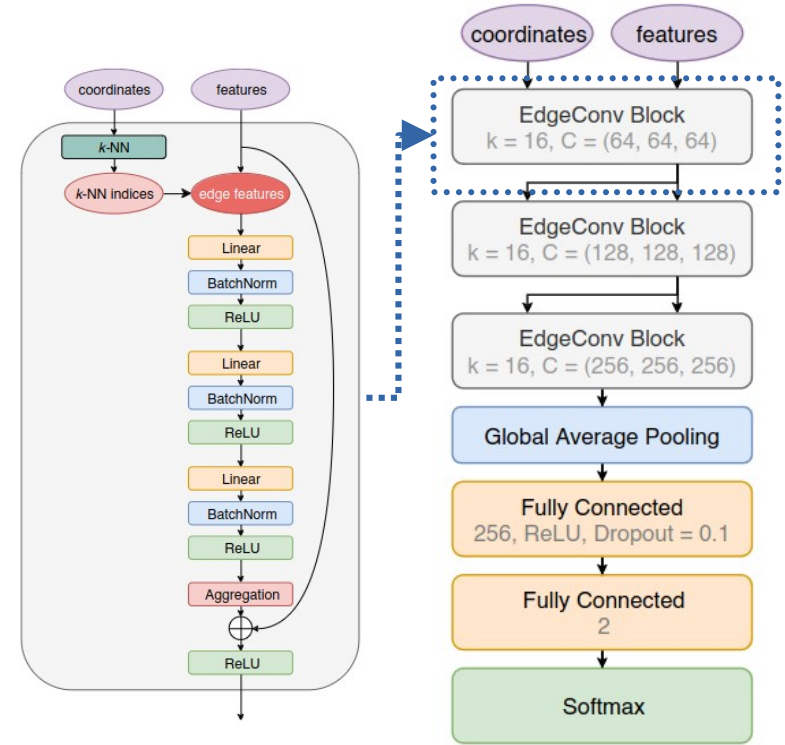 coordinates
features
k-NN
k-NN indices
edge features
Linear
BatchNorm
ReLU
Linear
BatchNorm
ReLU
Linear
BatchNorm
ReLU
Aggregation
ReLU
coordinates
features
EdgeConv Block
k = 16, C = (64, 64, 64)
EdgeConv Block
k = 16, C = (128, 128, 128)
EdgeConv Block
k = 16, C = (256, 256, 256)
Global Average Pooling
Fully Connected
256, ReLU, Dropout = 0.1
Fully Connected
2
Softmax